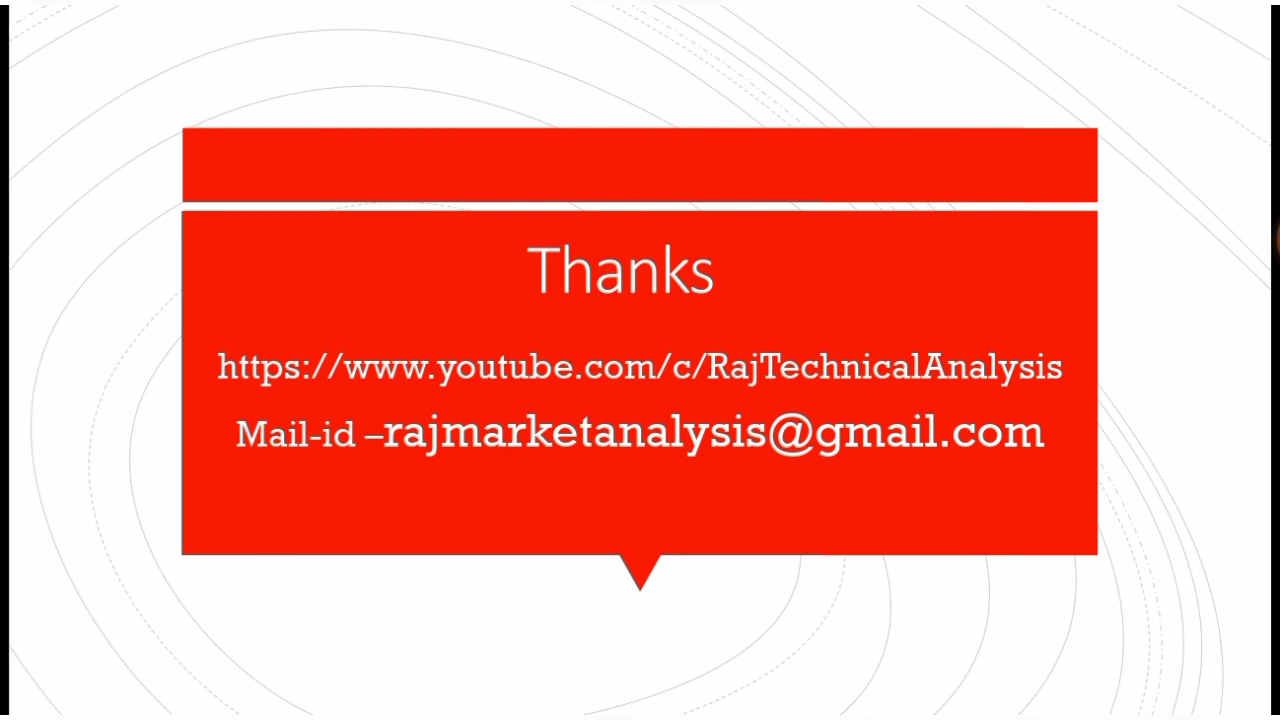 Thanks
https://www.youtube.com/c/RajTechnicalAnalysis
Mail-id –rajmarketanalysis@gmail.com